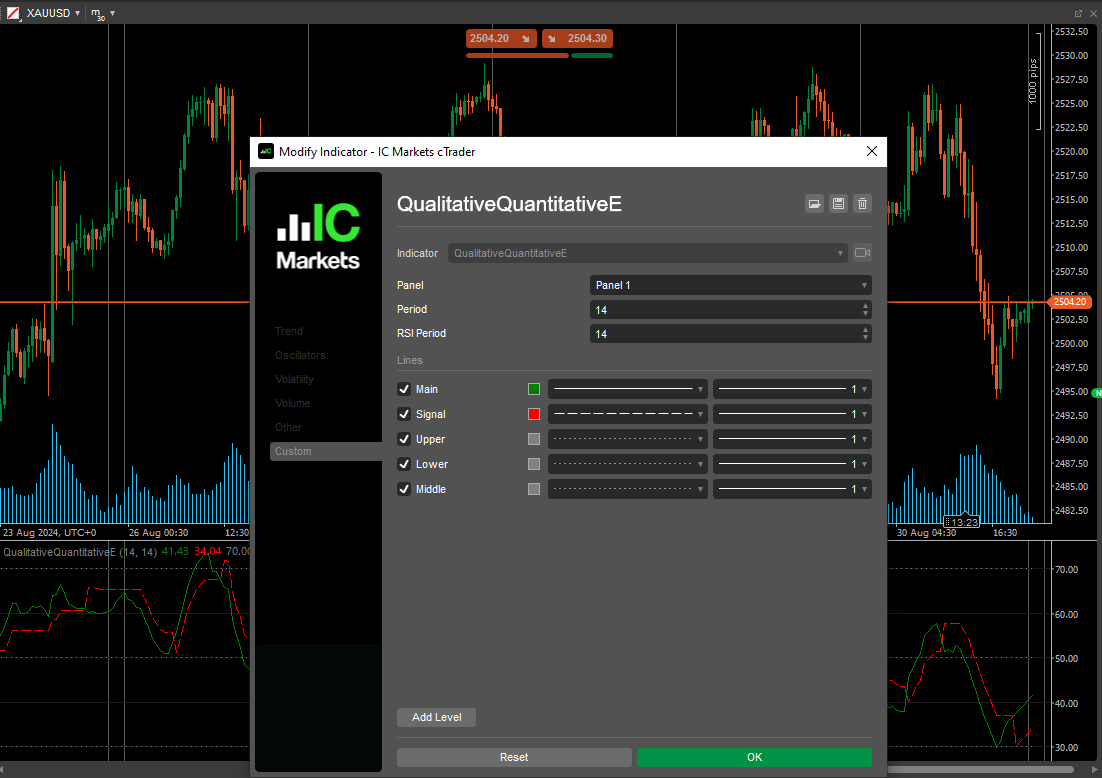 XAUUSD m30
2504.20 2504.30
2532.50
2530.00
1000 pips
2527.50
2525.00
2522.50
2520.00
2517.50
2515.00
2512.50
2510.00
2507.50
2505.00
2504.20
2502.50
2500.00
2497.50
2495.00
N
2492.50
2490.00
2487.50
2485.00
2482.50
Modify Indicator - IC Markets cTrader
IC
Markets
Trend
Oscillators
Volatility
Volume
Other
Custom
QualitativeQuantitativeE
Indicator QualitativeQuantitativeE
Panel Panel 1
Period 14
RSI Period 14
Lines
Main 1
Signal 1
Upper 1
Lower 1
Middle 1
Add Level
Reset OK
23 Aug 2024, UTC+0 26 Aug 00:30 12:30 30 Aug 04:30 13:23 16:30
QualitativeQuantitativeE (14, 14) 41.43 34.04 70.00
70.00
60.00
50.00
40.00
30.00